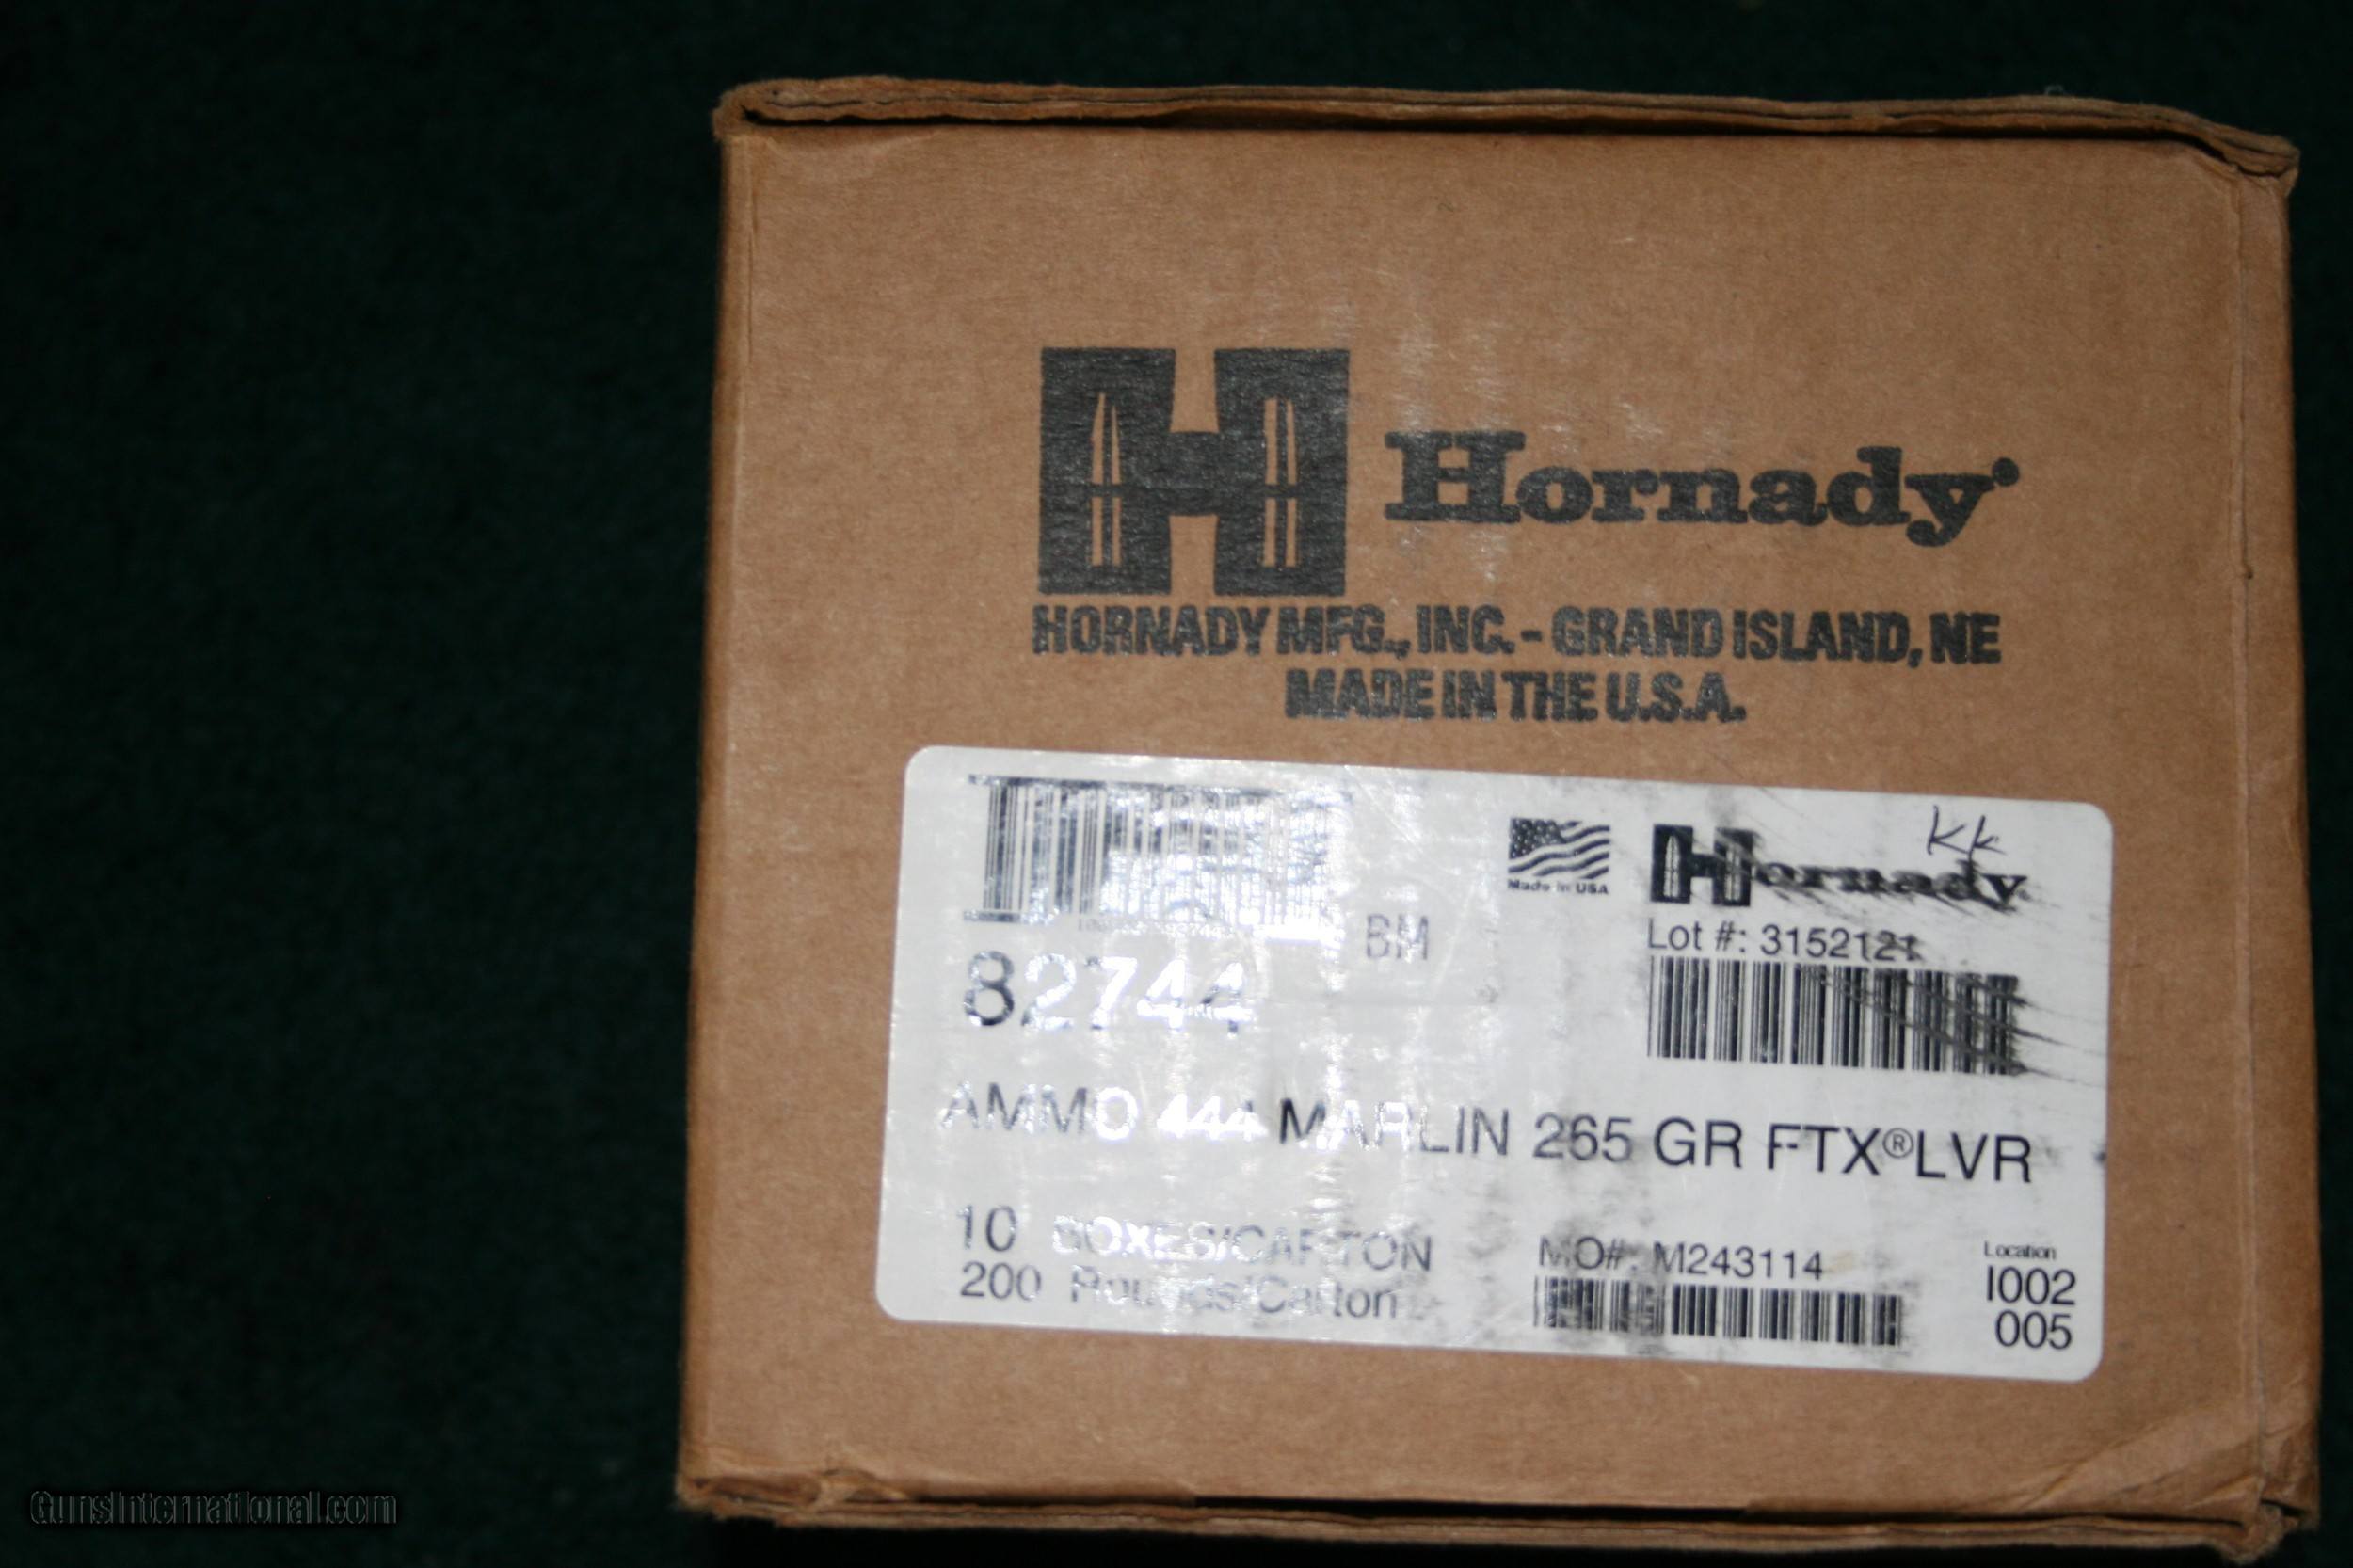 Hornady®
HORNADY MFG., INC. - GRAND ISLAND, NE
MADE IN THE U.S.A.
Made in USA
Hornady
KK
BM
Lot #: 3152121
82744
AMMO 444 MARLIN 265 GR FTX®LVR
10 BOXES/CARTON
200 Rounds/Carton
MO#: M243114
Location
I002
005
GunsInternational.com